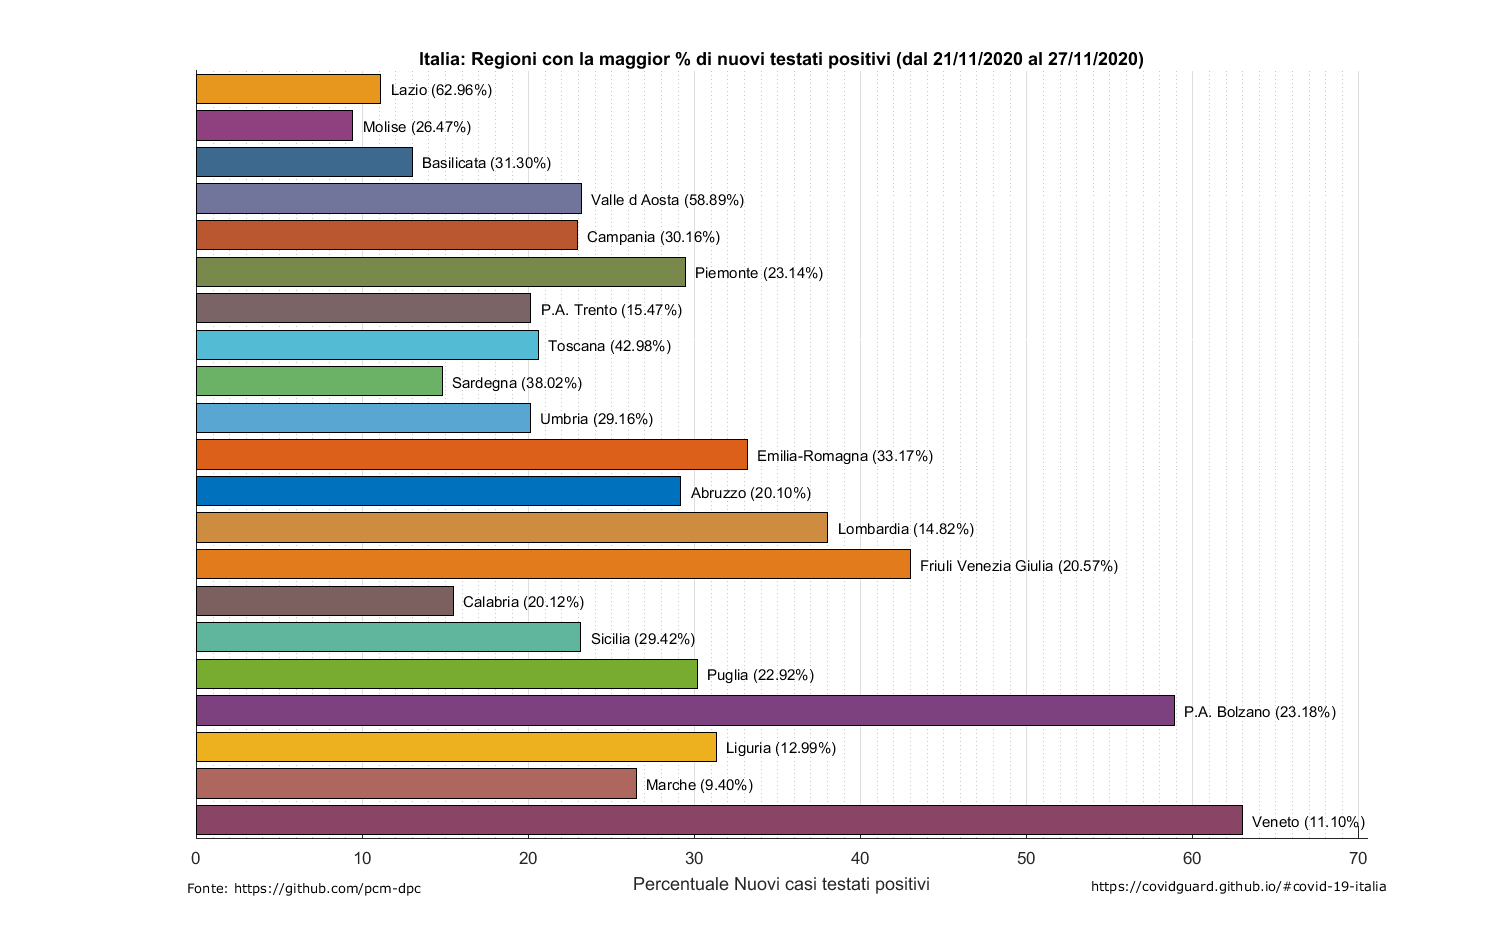 Italia: Regioni con la maggior % di nuovi testati positivi (dal 21/11/2020 al 27/11/2020)
Lazio (62.96%)
Molise (26.47%)
Basilicata (31.30%)
Valle d Aosta (58.89%)
Campania (30.16%)
Piemonte (23.14%)
P.A. Trento (15.47%)
Toscana (42.98%)
Sardegna (38.02%)
Umbria (29.16%)
Emilia-Romagna (33.17%)
Abruzzo (20.10%)
Lombardia (14.82%)
Friuli Venezia Giulia (20.57%)
Calabria (20.12%)
Sicilia (29.42%)
Puglia (22.92%)
P.A. Bolzano (23.18%)
Liguria (12.99%)
Marche (9.40%)
Veneto (11.10%)
0 10 20 30 40 50 60 70
Percentuale Nuovi casi testati positivi
Fonte: https://github.com/pcm-dpc
https://covidguard.github.io/#covid-19-italia